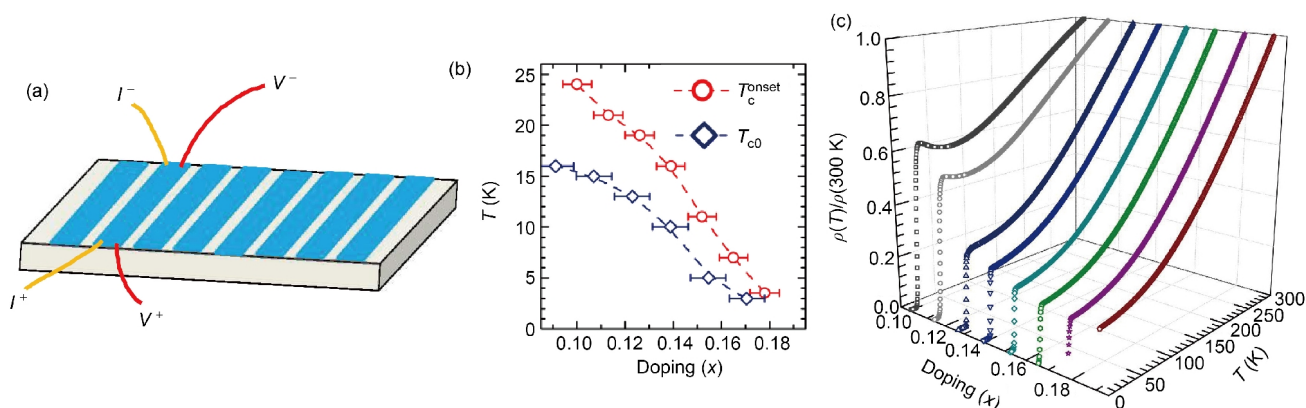 (a)
I⁻
V⁻
I⁺
V⁺
(b)
T (K)
25
20
15
10
5
0
T_c^onset
T_c0
0.10 0.12 0.14 0.16 0.18
Doping (x)
(c)
ρ(T)/ρ(300 K)
1.0
0.8
0.6
0.4
0.2
0.0
0.10
0.12
0.14
0.16
0.18
Doping (x)
0
50
100
150
200
250
300
T (K)